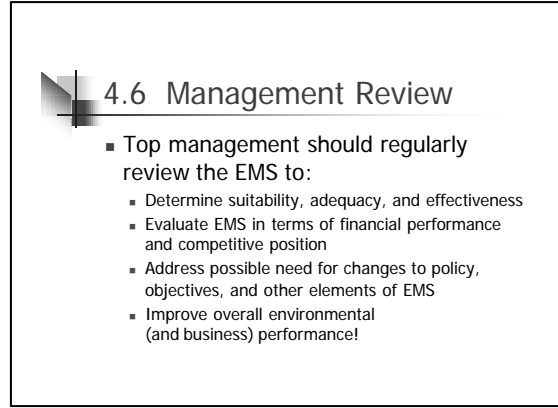 4.6 Management Review
Top management should regularly
review the EMS to:
Determine suitability, adequacy, and effectiveness
Evaluate EMS in terms of financial performance
and competitive position
Address possible need for changes to policy,
objectives, and other elements of EMS
Improve overall environmental
(and business) performance!